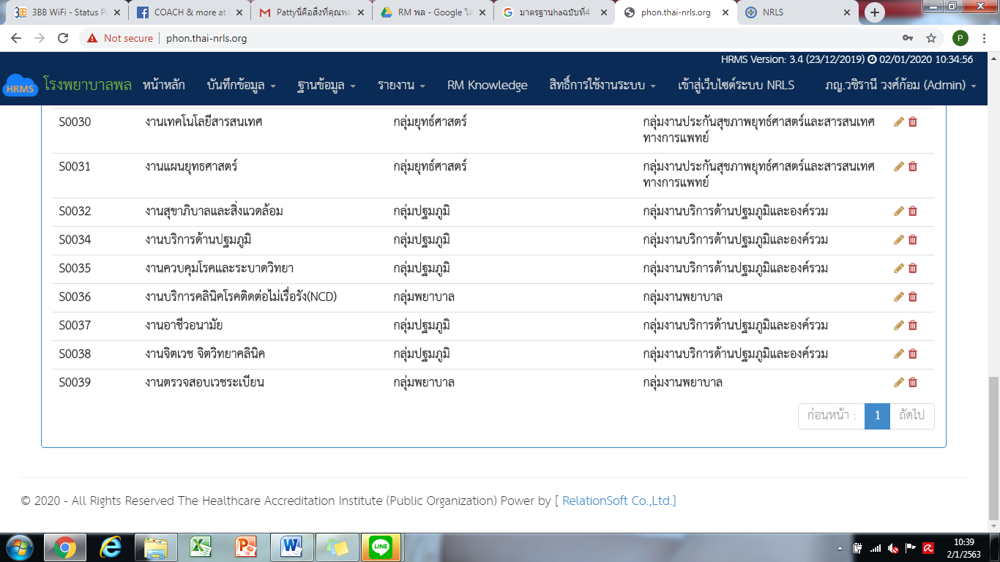 3BB WiFi - Status P
COACH & more at
Pattyนี่คือสิ่งที่คุณพล
RM พล - Google ไ
มาตรฐานhaฉบับที่4
phon.thai-nrls.org
NRLS
Not secure
phon.thai-nrls.org
P
HRMS Version: 3.4 (23/12/2019) 02/01/2020 10:34:56
HRMS โรงพยาบาลพล หน้าหลัก บันทึกข้อมูล ฐานข้อมูล รายงาน RM Knowledge สิทธิ์การใช้งานระบบ เข้าสู่เว็บไซต์ระบบ NRLS ภญ.วชิรานี วงศ์ก้อม (Admin)
S0030 งานเทคโนโลยีสารสนเทศ กลุ่มยุทธ์ศาสตร์ กลุ่มงานประกันสุขภาพยุทธ์ศาสตร์และสารสนเทศ
ทางการแพทย์
S0031 งานแผนยุทธศาสตร์ กลุ่มยุทธ์ศาสตร์ กลุ่มงานประกันสุขภาพยุทธ์ศาสตร์และสารสนเทศ
ทางการแพทย์
S0032 งานสุขาภิบาลและสิ่งแวดล้อม กลุ่มปฐมภูมิ กลุ่มงานบริการด้านปฐมภูมิและองค์รวม
S0034 งานบริการด้านปฐมภูมิ กลุ่มปฐมภูมิ กลุ่มงานบริการด้านปฐมภูมิและองค์รวม
S0035 งานควบคุมโรคและระบาดวิทยา กลุ่มปฐมภูมิ กลุ่มงานบริการด้านปฐมภูมิและองค์รวม
S0036 งานบริการคลินิคโรคติดต่อไม่เรื่อรัง(NCD) กลุ่มพยาบาล กลุ่มงานพยาบาล
S0037 งานอาชีวอนามัย กลุ่มปฐมภูมิ กลุ่มงานบริการด้านปฐมภูมิและองค์รวม
S0038 งานจิตเวช จิตวิทยาคลินิค กลุ่มปฐมภูมิ กลุ่มงานบริการด้านปฐมภูมิและองค์รวม
S0039 งานตรวจสอบเวชระเบียน กลุ่มพยาบาล กลุ่มงานพยาบาล
ก่อนหน้า : 1 ถัดไป
© 2020 - All Rights Reserved The Healthcare Accreditation Institute (Public Organization) Power by [ RelationSoft Co.,Ltd.]
LINE
10:39
2/1/2563